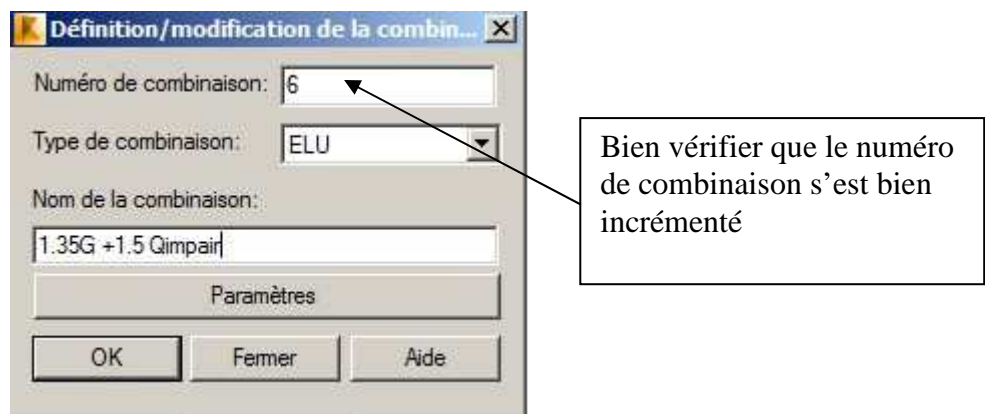 Définition/modification de la combin...
Numéro de combinaison: 6
Type de combinaison: ELU
Nom de la combinaison:
1.35G +1.5 Qimpair
Paramètres
OK Fermer Aide
Bien vérifier que le numéro
de combinaison s’est bien
incrémenté